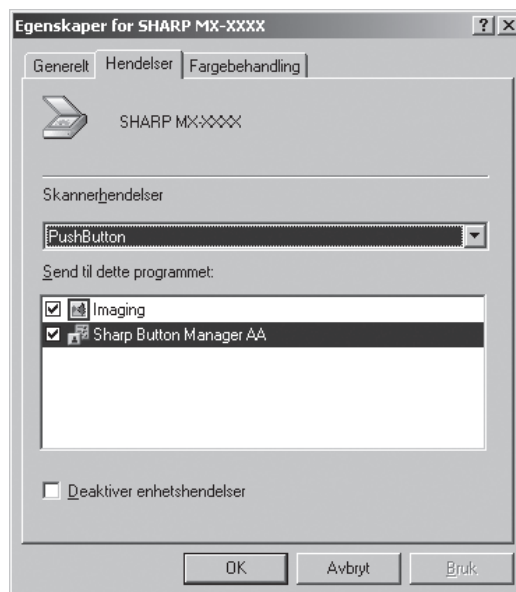 Egenskaper for SHARP MX-XXXX
Generelt Hendelser Fargebehandling
SHARP MX-XXXX
Skannerhendelser
PushButton
Send til dette programmet:
Imaging
Sharp Button Manager AA
Deaktiver enhetshendelser
OK Avbryt Bruk